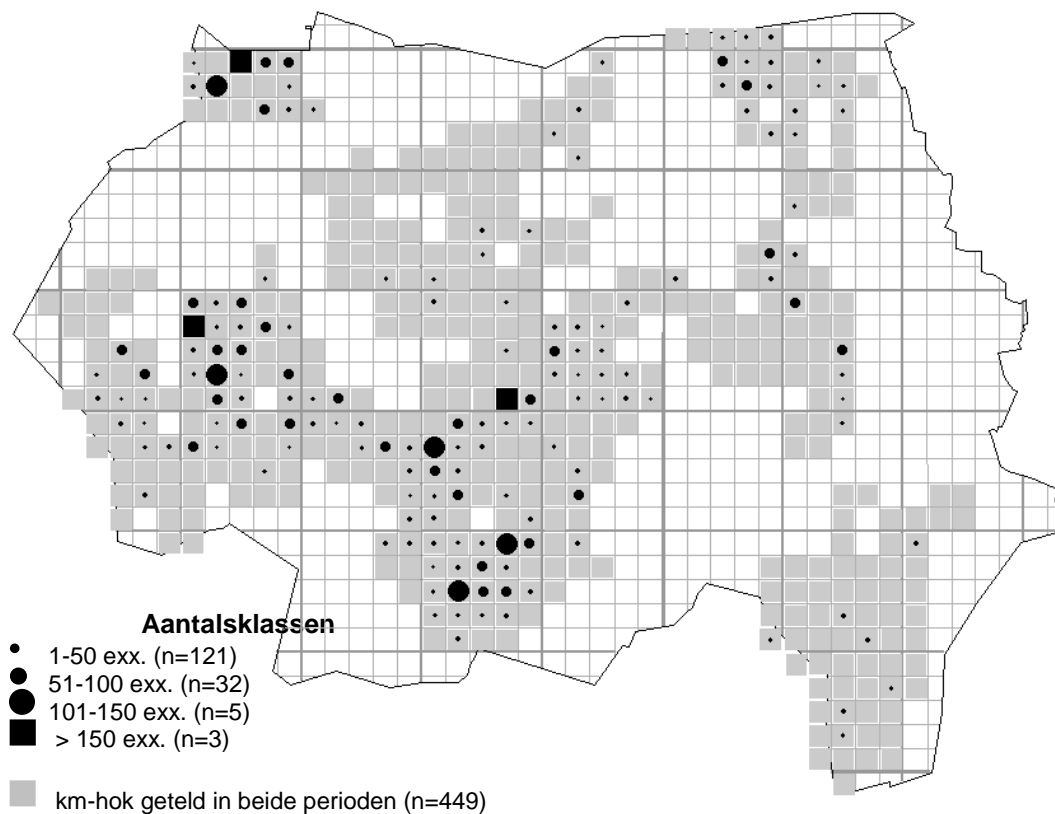 Aantalsklassen
1-50 exx. (n=121)
51-100 exx. (n=32)
101-150 exx. (n=5)
> 150 exx. (n=3)
km-hok geteld in beide perioden (n=449)